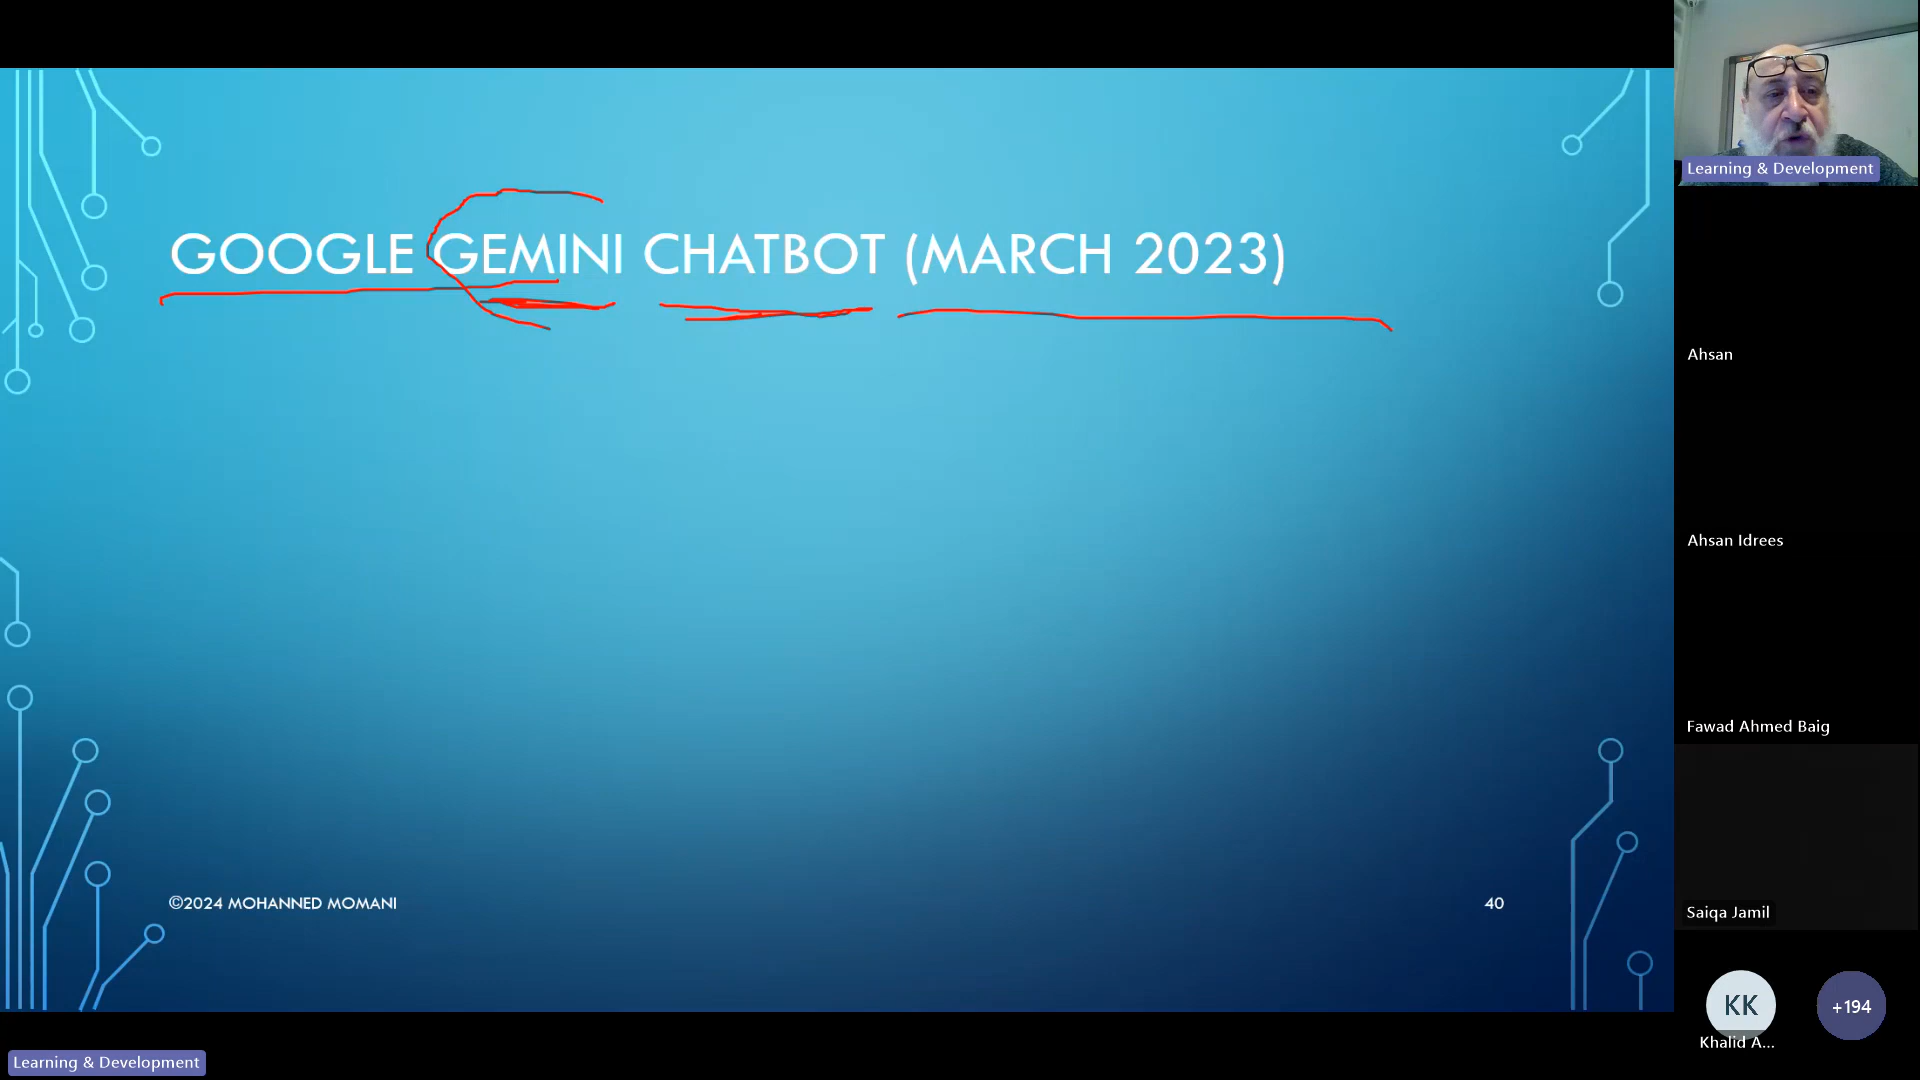 GOOGLE GEMINI CHATBOT (MARCH 2023)
©2024 MOHANNED MOMANI
40
Learning & Development
Ahsan
Ahsan Idrees
Fawad Ahmed Baig
Saiqa Jamil
KK
+194
Khalid A...
Learning & Development